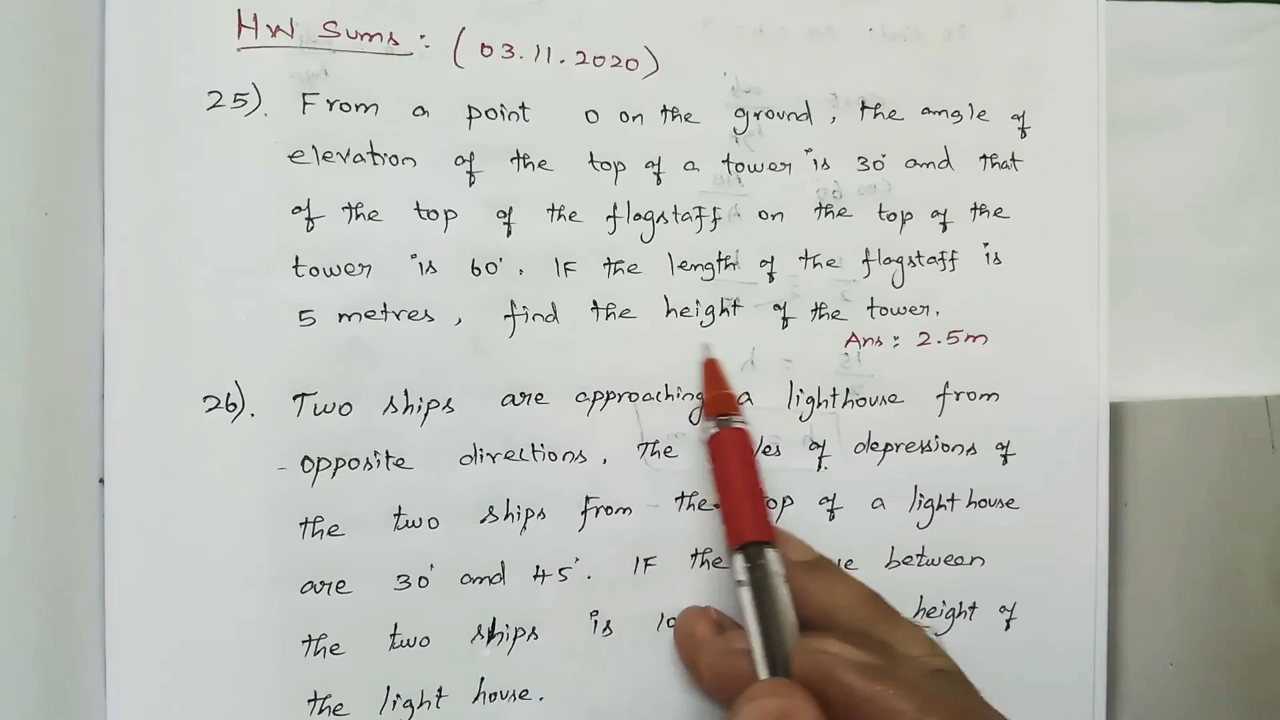 HW Sums: (03.11.2020)
25). From a point O on the ground, the angle of
elevation of the top of a tower is 30° and that
of the top of the flagstaff on the top of the
tower is 60°. IF the length of the flagstaff is
5 metres, find the height of the tower.
Ans: 2.5m
26). Two ships are approaching a lighthouse from
opposite directions. The of depressions of
the two ships from the top of a light house
are 30° and 45°. IF the between
the two ships is height of
the light house.